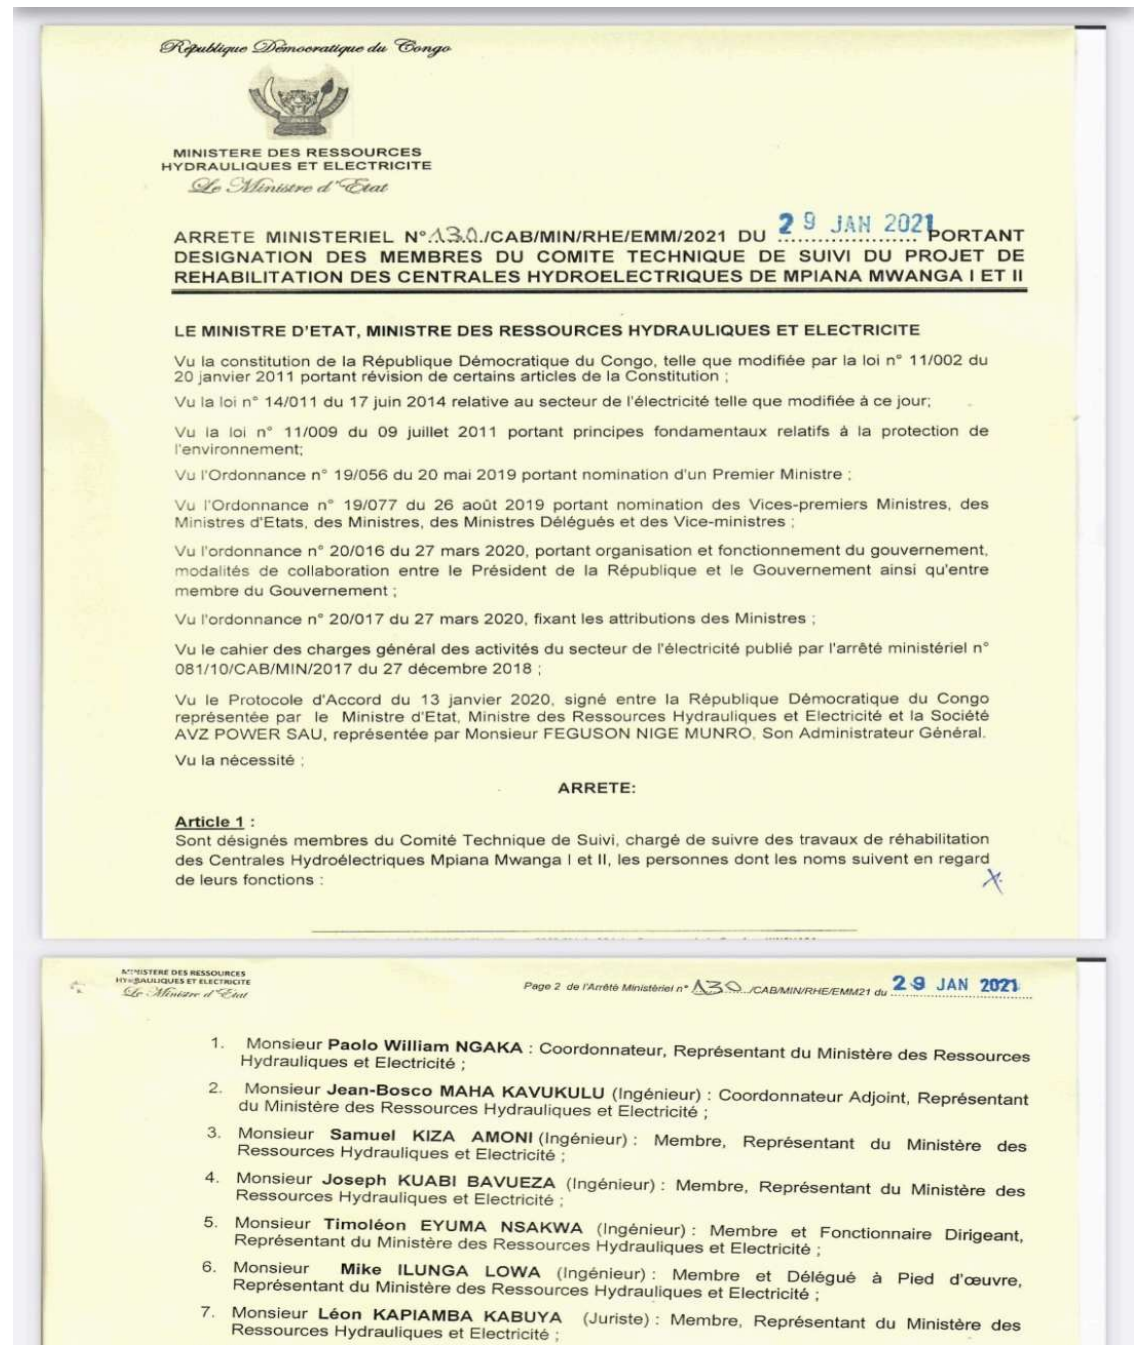 République Démocratique du Congo
MINISTERE DES RESSOURCES
HYDRAULIQUES ET ELECTRICITE
Le Ministre d'Etat
ARRETE MINISTERIEL N° 130 /CAB/MIN/RHE/EMM/2021 DU 29 JAN 2021 PORTANT
DESIGNATION DES MEMBRES DU COMITE TECHNIQUE DE SUIVI DU PROJET DE
REHABILITATION DES CENTRALES HYDROELECTRIQUES DE MPIANA MWANGA I ET II
LE MINISTRE D'ETAT, MINISTRE DES RESSOURCES HYDRAULIQUES ET ELECTRICITE
Vu la constitution de la République Démocratique du Congo, telle que modifiée par la loi n° 11/002 du
20 janvier 2011 portant révision de certains articles de la Constitution ;
Vu la loi n° 14/011 du 17 juin 2014 relative au secteur de l'électricité telle que modifiée à ce jour;
Vu la loi n° 11/009 du 09 juillet 2011 portant principes fondamentaux relatifs à la protection de
l'environnement;
Vu l'Ordonnance n° 19/056 du 20 mai 2019 portant nomination d'un Premier Ministre ;
Vu l'Ordonnance n° 19/077 du 26 août 2019 portant nomination des Vices-premiers Ministres, des
Ministres d'Etats, des Ministres, des Ministres Délégués et des Vice-ministres ;
Vu l'ordonnance n° 20/016 du 27 mars 2020, portant organisation et fonctionnement du gouvernement,
modalités de collaboration entre le Président de la République et le Gouvernement ainsi qu'entre
membre du Gouvernement ;
Vu l'ordonnance n° 20/017 du 27 mars 2020, fixant les attributions des Ministres ;
Vu le cahier des charges général des activités du secteur de l'électricité publié par l'arrêté ministériel n°
081/10/CAB/MIN/2017 du 27 décembre 2018 ;
Vu le Protocole d'Accord du 13 janvier 2020, signé entre la République Démocratique du Congo
représentée par le Ministre d'Etat, Ministre des Ressources Hydrauliques et Electricité et la Société
AVZ POWER SAU, représentée par Monsieur FEGUSON NIGE MUNRO, Son Administrateur Général.
Vu la nécessité ;
ARRETE:
Article 1 :
Sont désignés membres du Comité Technique de Suivi, chargé de suivre des travaux de réhabilitation
des Centrales Hydroélectriques Mpiana Mwanga I et II, les personnes dont les noms suivent en regard
de leurs fonctions :
MINISTERE DES RESSOURCES
HYDRAULIQUES ET ELECTRICITE
Le Ministre d'Etat
Page 2 de l'Arrêté Ministériel n° 130 /CAB/MIN/RHE/EMM21 du 29 JAN 2021
1. Monsieur Paolo William NGAKA : Coordonnateur, Représentant du Ministère des Ressources
Hydrauliques et Electricité ;
2. Monsieur Jean-Bosco MAHA KAVUKULU (Ingénieur) : Coordonnateur Adjoint, Représentant
du Ministère des Ressources Hydrauliques et Electricité ;
3. Monsieur Samuel KIZA AMONI (Ingénieur) : Membre, Représentant du Ministère des
Ressources Hydrauliques et Electricité ;
4. Monsieur Joseph KUABI BAVUEZA (Ingénieur) : Membre, Représentant du Ministère des
Ressources Hydrauliques et Electricité ;
5. Monsieur Timoléon EYUMA NSAKWA (Ingénieur) : Membre et Fonctionnaire Dirigeant,
Représentant du Ministère des Ressources Hydrauliques et Electricité ;
6. Monsieur Mike ILUNGA LOWA (Ingénieur) : Membre et Délégué à Pied d'œuvre,
Représentant du Ministère des Ressources Hydrauliques et Electricité ;
7. Monsieur Léon KAPIAMBA KABUYA (Juriste) : Membre, Représentant du Ministère des
Ressources Hydrauliques et Electricité ;